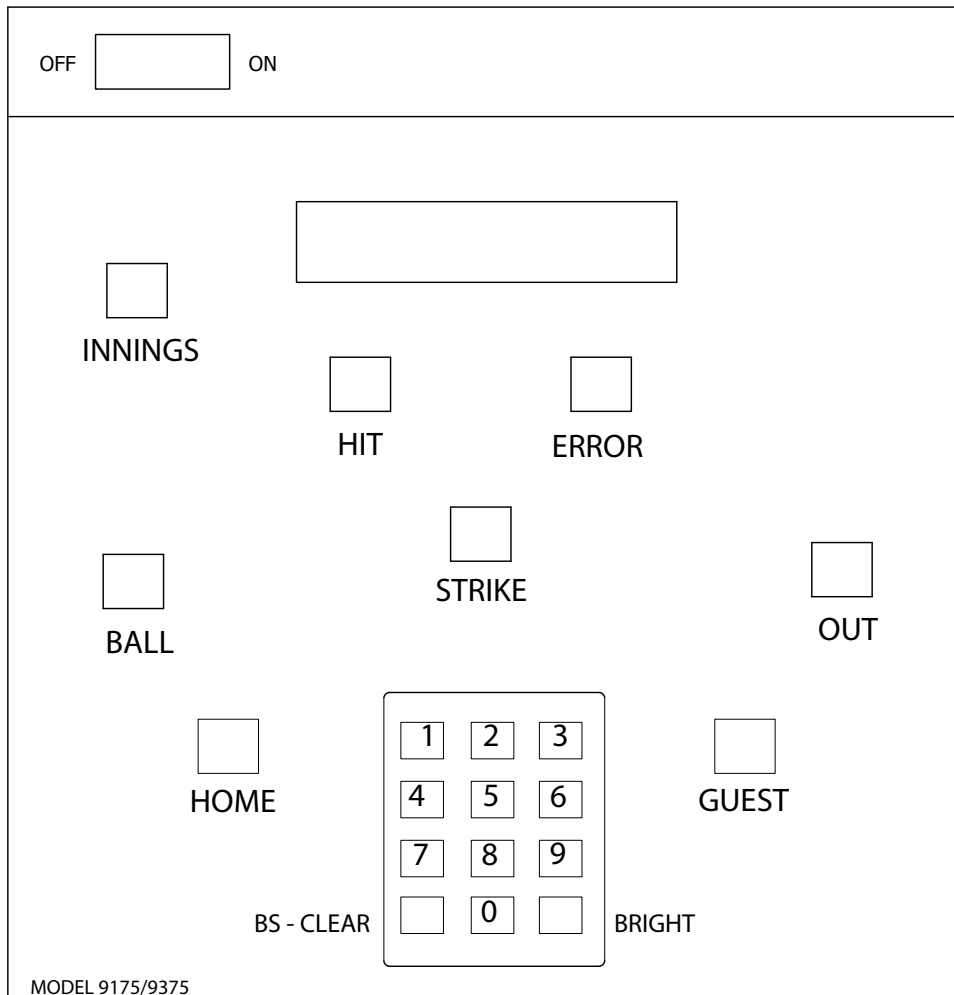 OFF ON
INNINGS
HIT ERROR
STRIKE
BALL OUT
1 2 3
HOME 4 5 6 GUEST
7 8 9
BS - CLEAR 0 BRIGHT
MODEL 9175/9375